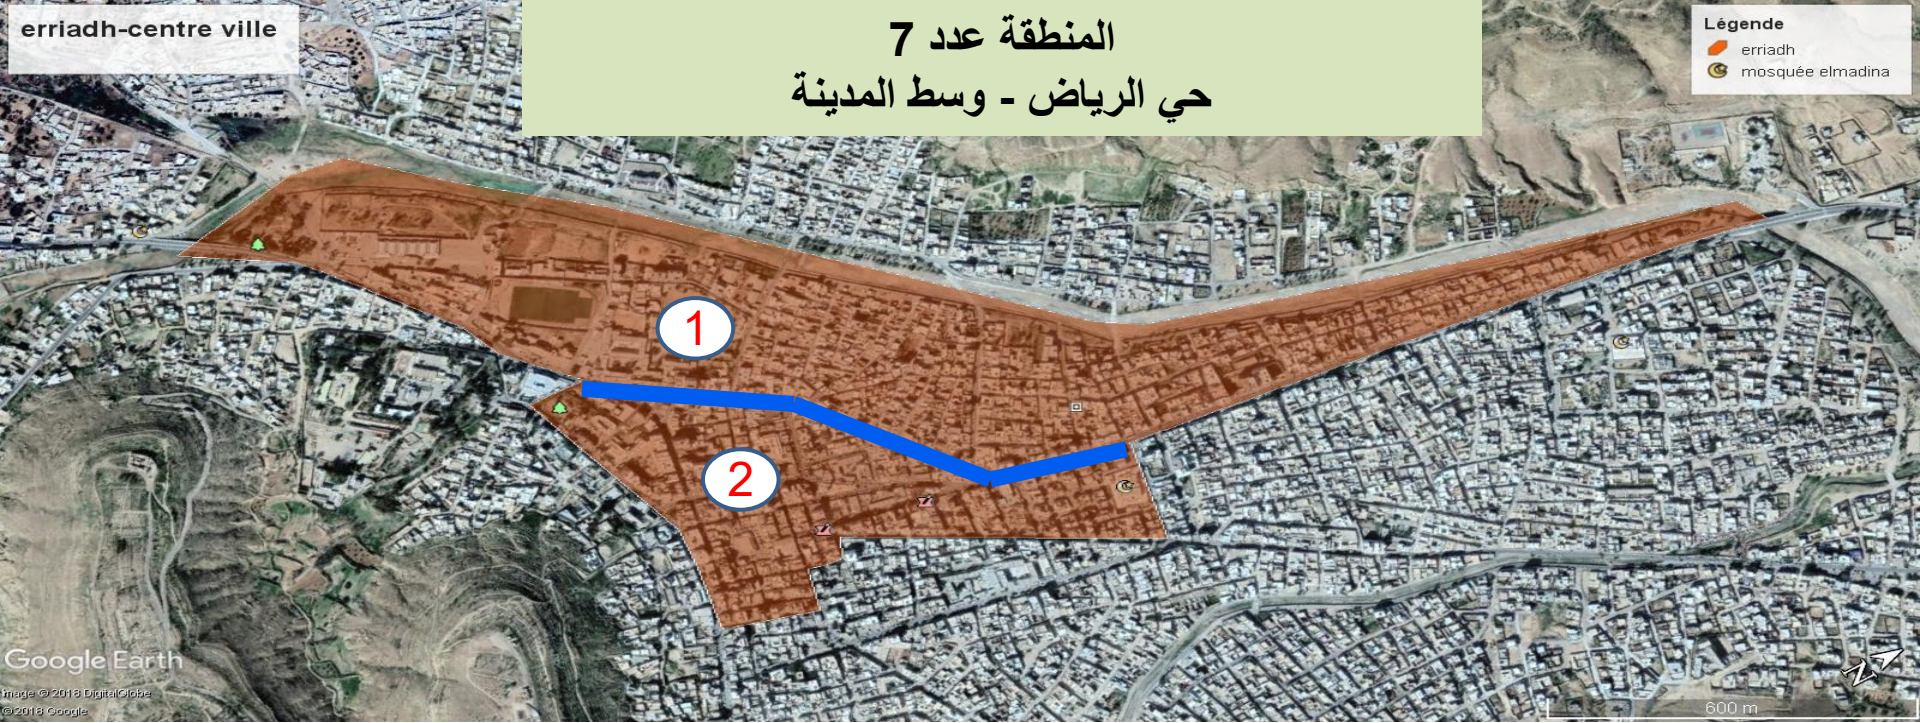 erriadh-centre ville
المنطقة عدد 7
حي الرياض - وسط المدينة
Légende
erriadh
mosquée elmadina
1
2
Google Earth
Image © 2018 DigitalGlobe
© 2018 Google
N
600 m